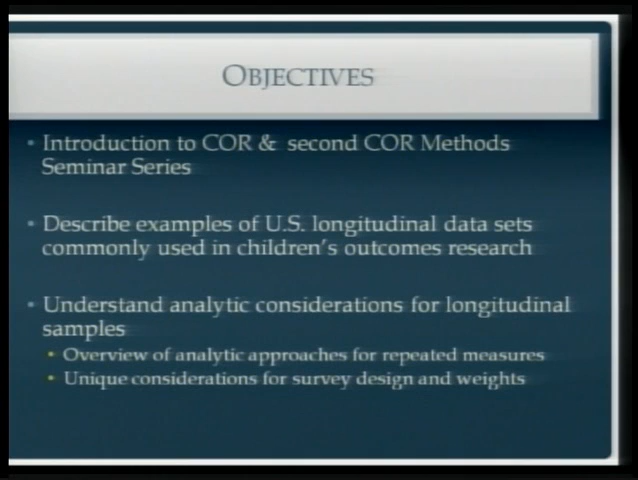 OBJECTIVES
• Introduction to COR & second COR Methods
Seminar Series
• Describe examples of U.S. longitudinal data sets
commonly used in children's outcomes research
• Understand analytic considerations for longitudinal
samples
• Overview of analytic approaches for repeated measures
• Unique considerations for survey design and weights